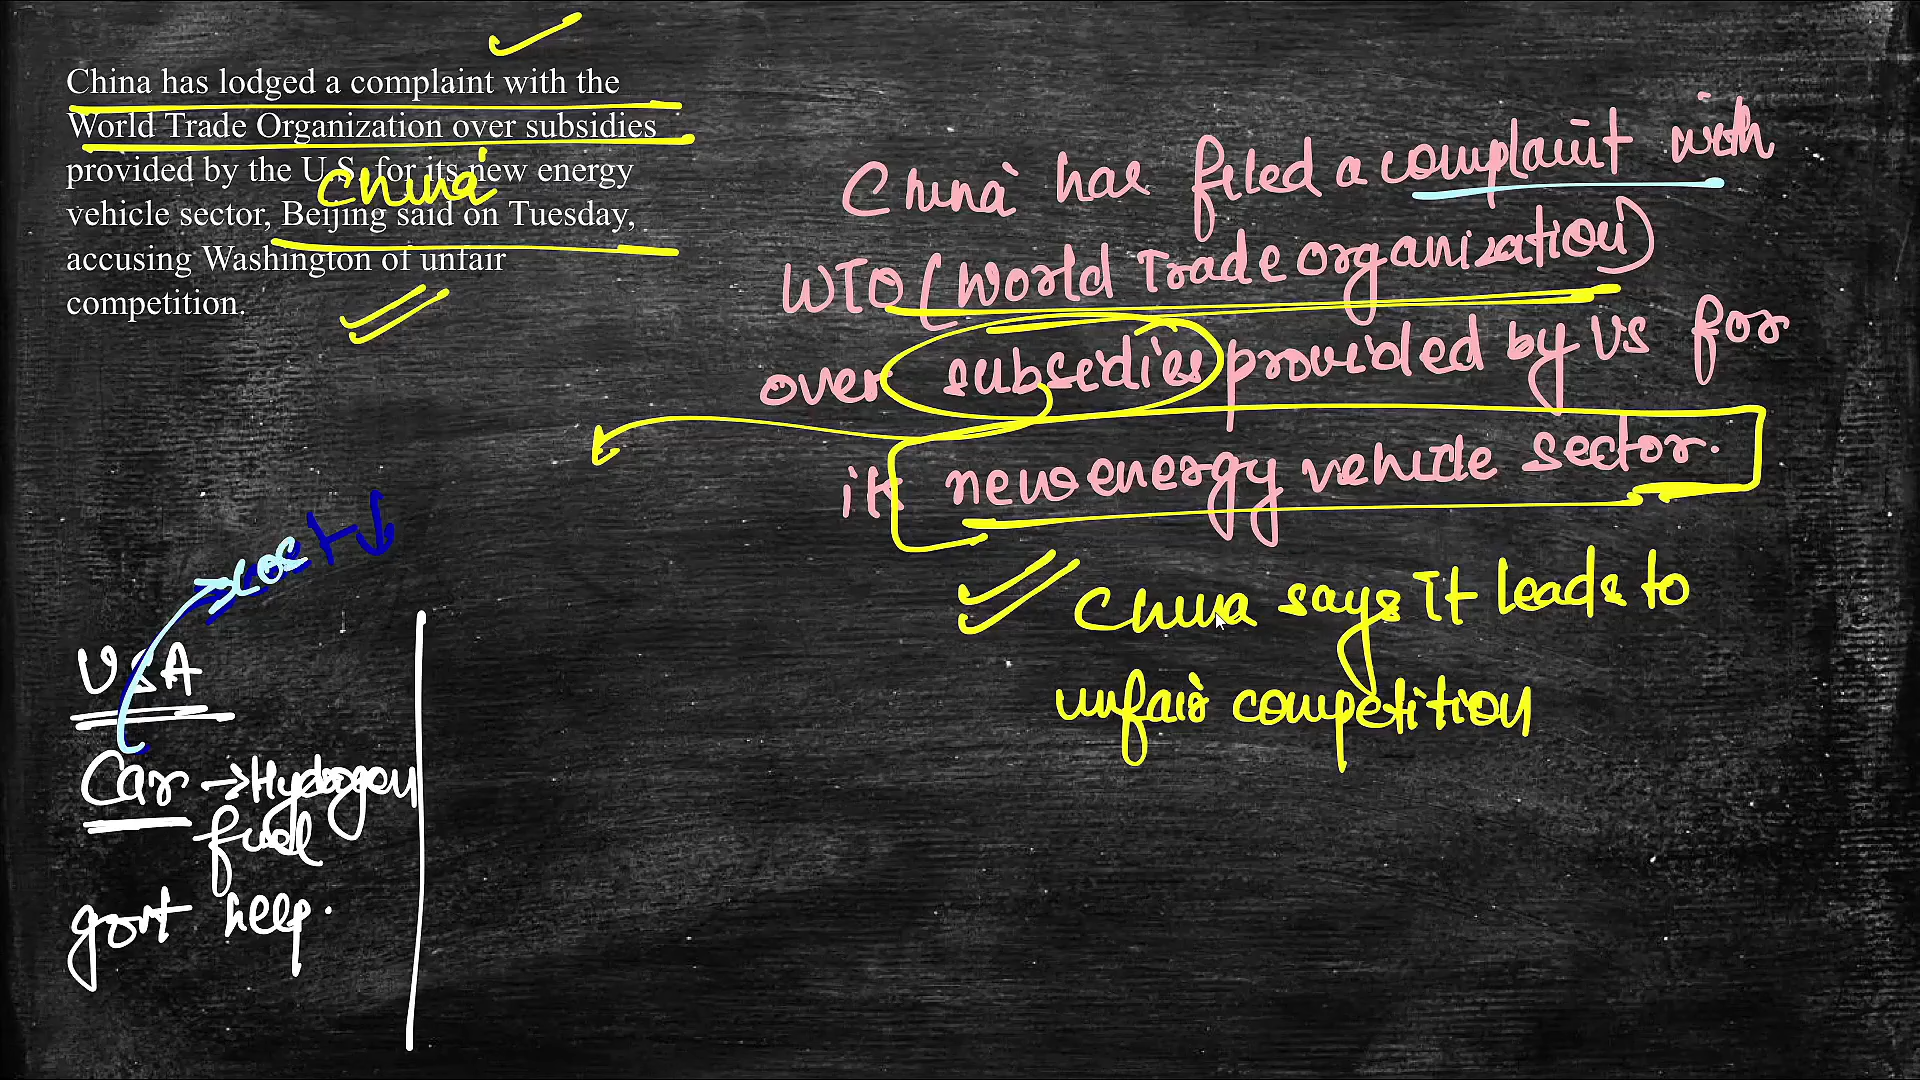 China has lodged a complaint with the
World Trade Organization over subsidies
provided by the U.S. for its new energy
China
vehicle sector, Beijing said on Tuesday,
accusing Washington of unfair
competition.
China has filed a complaint with
WTO (World Trade organization)
over subsidies provided by US for
it new energy vehicle sector.
China says It leads to
unfair competition
cost ↓
USA
Car → Hydrogen
fuel
govt help.